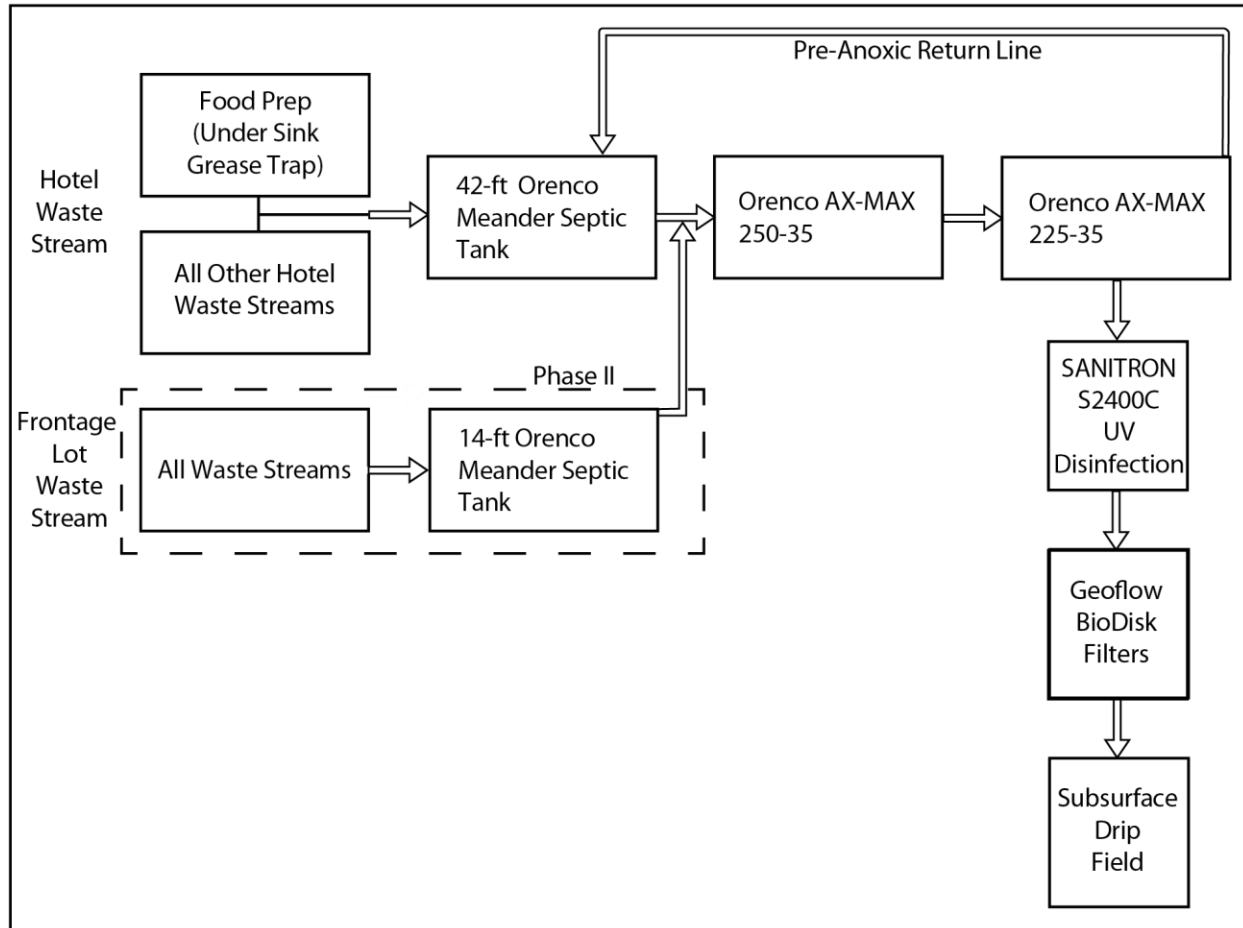 Pre-Anoxic Return Line
Hotel
Waste
Stream
Food Prep
(Under Sink
Grease Trap)
All Other Hotel
Waste Streams
42-ft Orenco
Meander Septic
Tank
Orenco AX-MAX
250-35
Orenco AX-MAX
225-35
Phase II
Frontage
Lot
Waste
Stream
All Waste Streams
14-ft Orenco
Meander Septic
Tank
SANITRON
S2400C
UV
Disinfection
Geoflow
BioDisk
Filters
Subsurface
Drip
Field